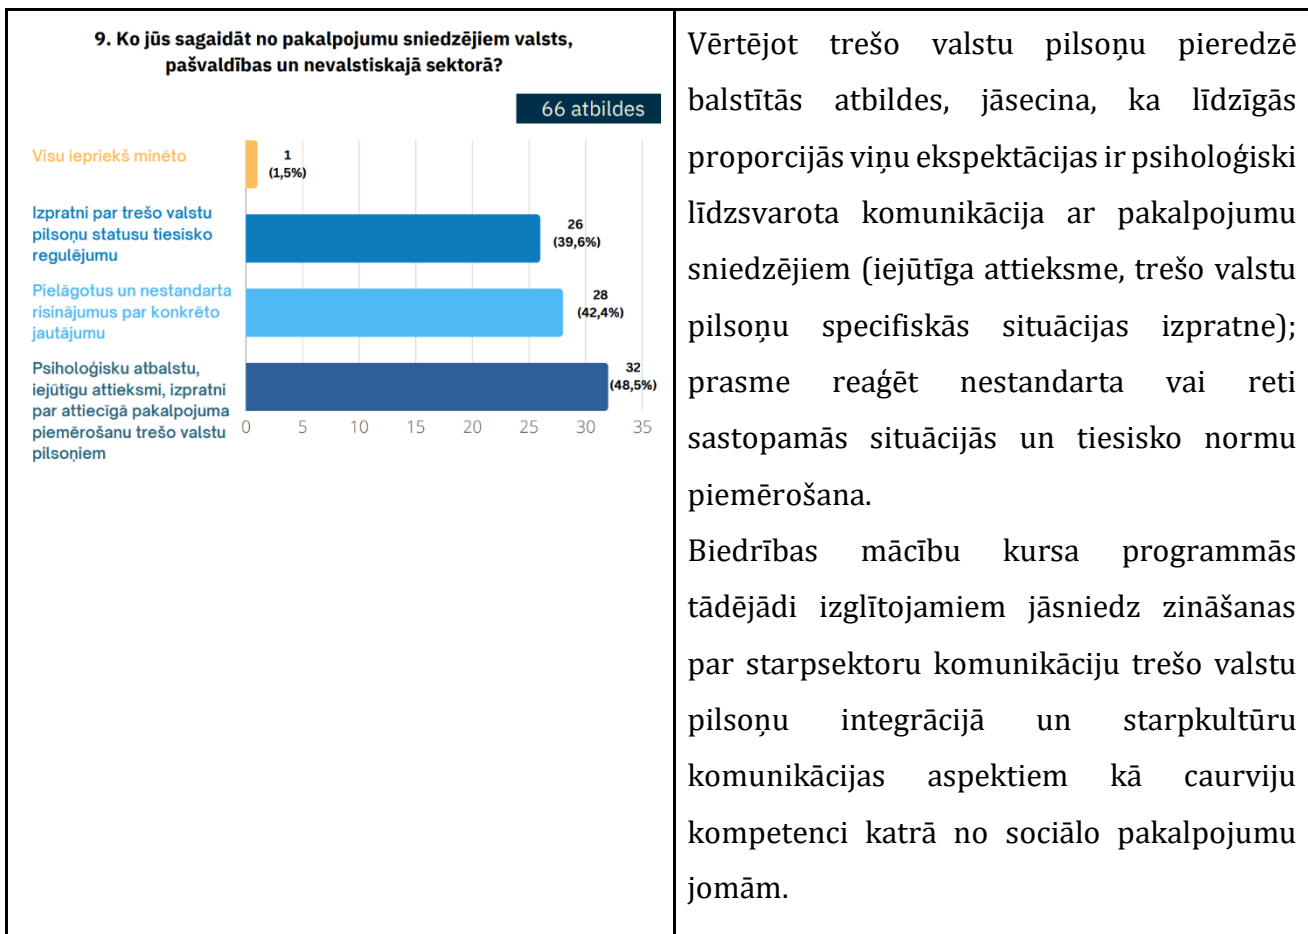 9. Ko jūs sagaidāt no pakalpojumu sniedzējiem valsts,
pašvaldības un nevalstiskajā sektorā?
66 atbildes
Visu iepriekš minēto
1
(1,5%)
Izpratni par trešo valstu
pilsoņu statusu tiesisko
regulējumu
26
(39,6%)
Pielāgotus un nestandarta
risinājumus par konkrēto
jautājumu
28
(42,4%)
Psiholoģisku atbalstu,
iejūtīgu attieksmi, izpratni
par attiecīgā pakalpojuma
piemērošanu trešo valstu
pilsoņiem
32
(48,5%)
0 5 10 15 20 25 30 35
Vērtējot trešo valstu pilsoņu pieredzē
balstītās atbildes, jāsecina, ka līdzīgās
proporcijās viņu ekspektācijas ir psiholoģiski
līdzsvarota komunikācija ar pakalpojumu
sniedzējiem (iejūtīga attieksme, trešo valstu
pilsoņu specifiskās situācijas izpratne);
prasme reaģēt nestandarta vai reti
sastopamās situācijās un tiesisko normu
piemērošana.
Biedrības mācību kursa programmās
tādējādi izglītojamiem jāsniedz zināšanas
par starpsektoru komunikāciju trešo valstu
pilsoņu integrācijā un starpkultūru
komunikācijas aspektiem kā caurviju
kompetenci katrā no sociālo pakalpojumu
jomām.